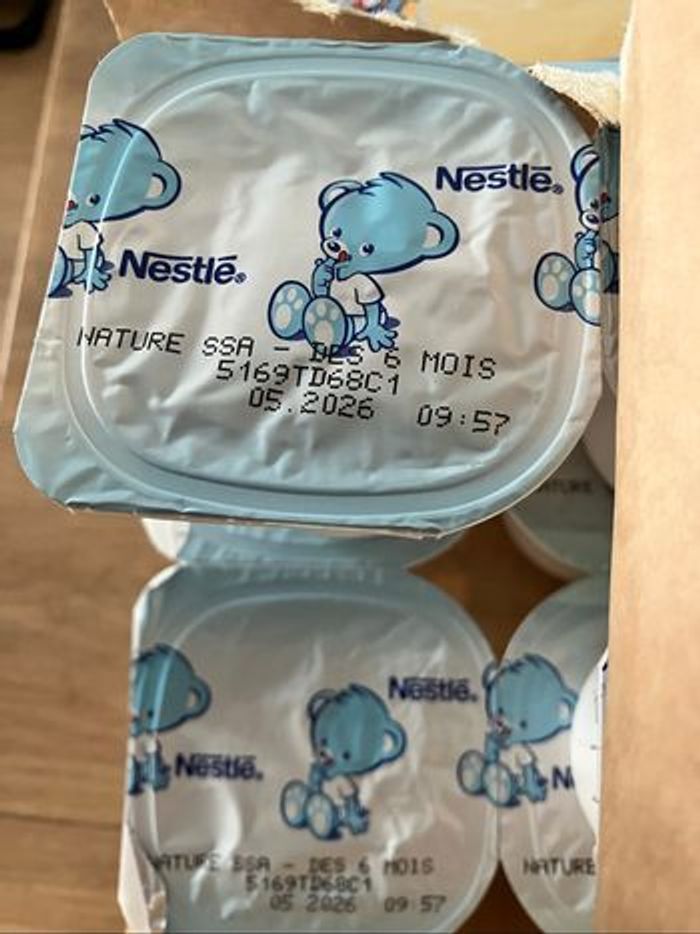 Nestlé®
Nestlé®
NATURE SSA - DES 6 MOIS
5169TD68C1
05.2026 09:57
NATURE
Nestlé®
Nestlé®
N
NATURE SSA - DES 6 MOIS
5169TD68C1
05 2026 09 57
NATURE